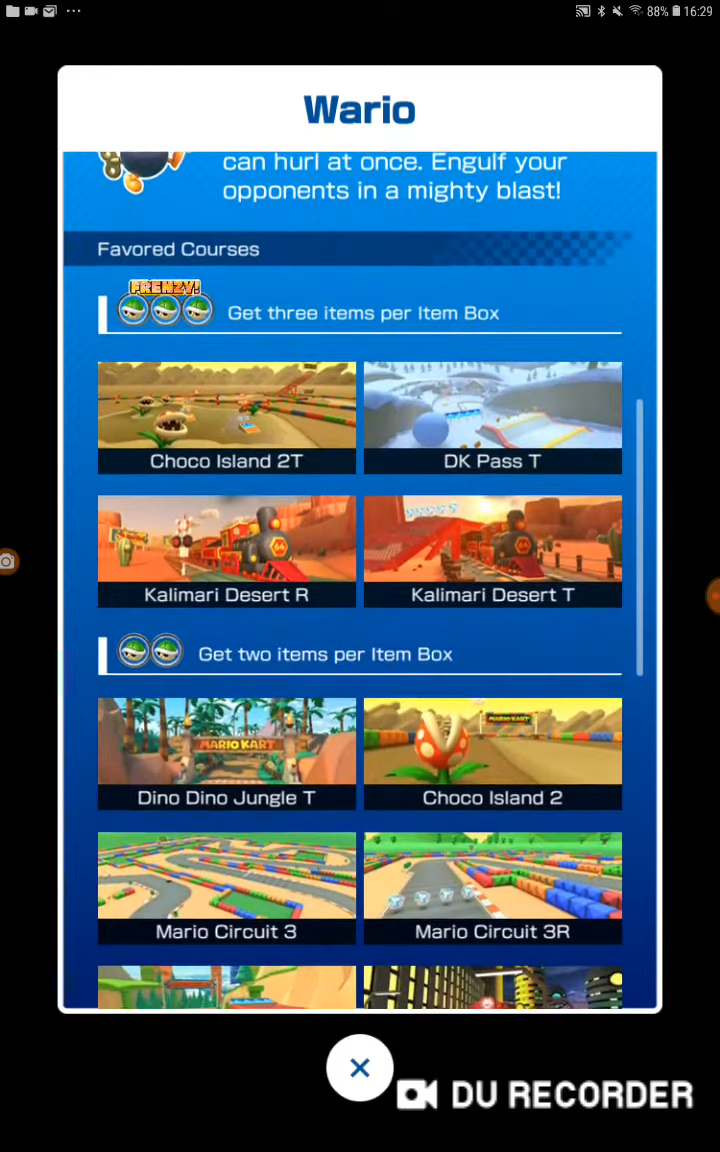 88% 16:29
Wario
can hurl at once. Engulf your
opponents in a mighty blast!
Favored Courses
FRENZY!
Get three items per Item Box
Choco Island 2T
DK Pass T
Kalimari Desert R
Kalimari Desert T
Get two items per Item Box
MARIO KART
MARIO KART
Dino Dino Jungle T
Choco Island 2
Mario Circuit 3
Mario Circuit 3R
DU RECORDER